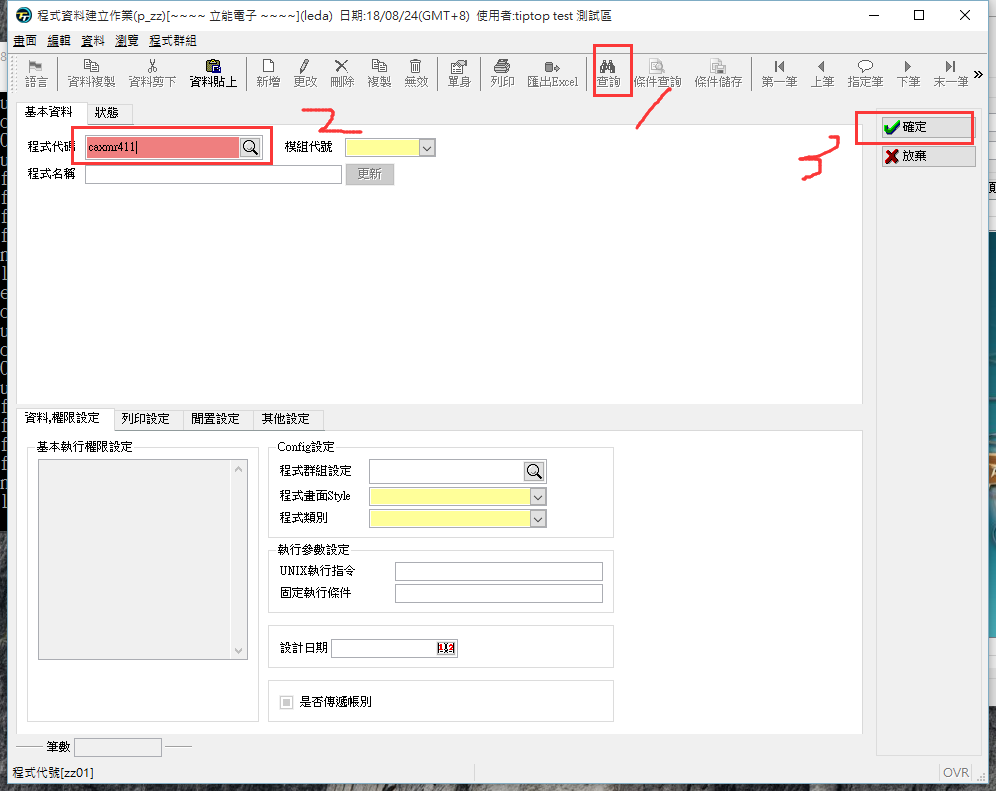 程式資料建立作業(p_zz)[~~~~ 立能電子 ~~~~](leda) 日期:18/08/24(GMT+8) 使用者:tiptop test 測試區
畫面 編輯 資料 瀏覽 程式群組
語言 資料複製 資料剪下 資料貼上 新增 更改 刪除 複製 無效 單身 列印 匯出Excel 查詢 條件查詢 條件儲存 第一筆 上筆 指定筆 下筆 末一筆 »
1
基本資料 狀態
2
程式代碼 caxmr411 模組代號
程式名稱 更新
確定
3
放棄
資料,權限設定 列印設定 閒置設定 其他設定
基本執行權限設定
Config設定
程式群組設定
程式畫面Style
程式類別
執行參數設定
UNIX執行指令
固定執行條件
設計日期
是否傳遞帳別
筆數
程式代號[zz01]
OVR